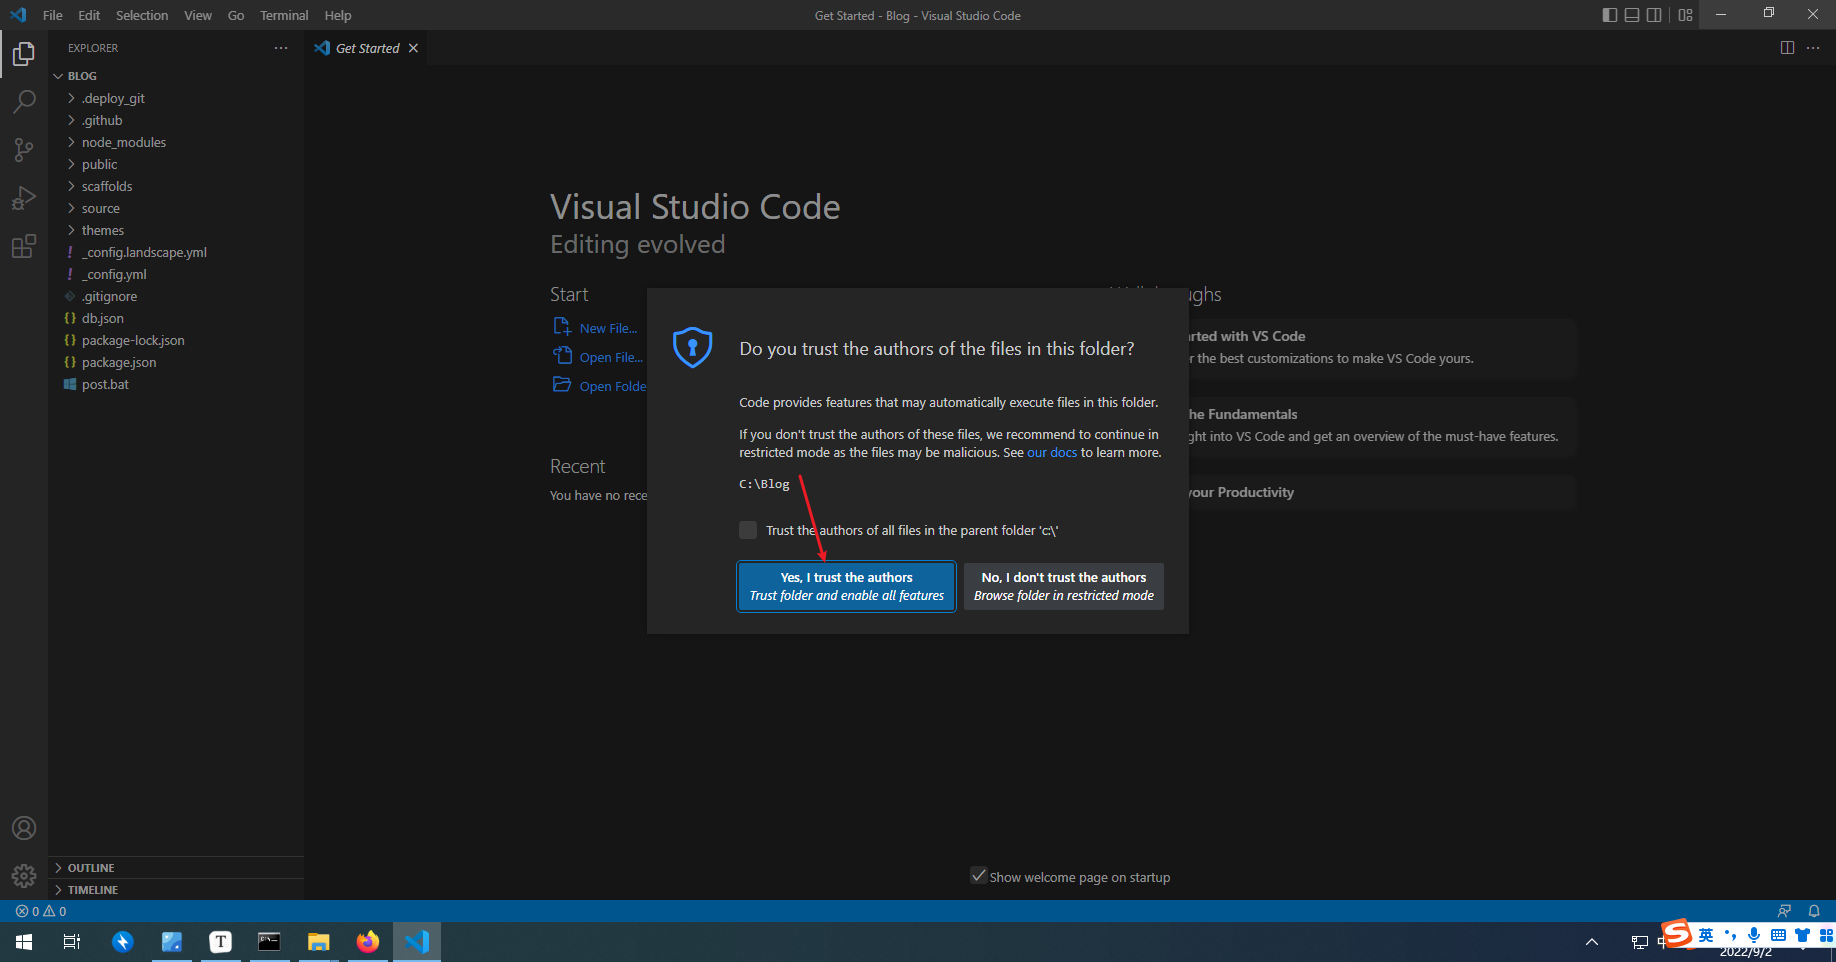 File Edit Selection View Go Terminal Help
Get Started - Blog - Visual Studio Code
EXPLORER
Get Started
BLOG
.deploy_git
.github
node_modules
public
scaffolds
source
themes
_config.landscape.yml
_config.yml
.gitignore
db.json
package-lock.json
package.json
post.bat
OUTLINE
TIMELINE
Visual Studio Code
Editing evolved
Start
New File...
Open File...
Open Folde
Recent
You have no rece
ughs
rted with VS Code
r the best customizations to make VS Code yours.
he Fundamentals
ght into VS Code and get an overview of the must-have features.
your Productivity
Do you trust the authors of the files in this folder?
Code provides features that may automatically execute files in this folder.
If you don't trust the authors of these files, we recommend to continue in
restricted mode as the files may be malicious. See our docs to learn more.
C:\Blog
Trust the authors of all files in the parent folder 'c:\'
Yes, I trust the authors
Trust folder and enable all features
No, I don't trust the authors
Browse folder in restricted mode
Show welcome page on startup
0 0
T
英
2022/9/2